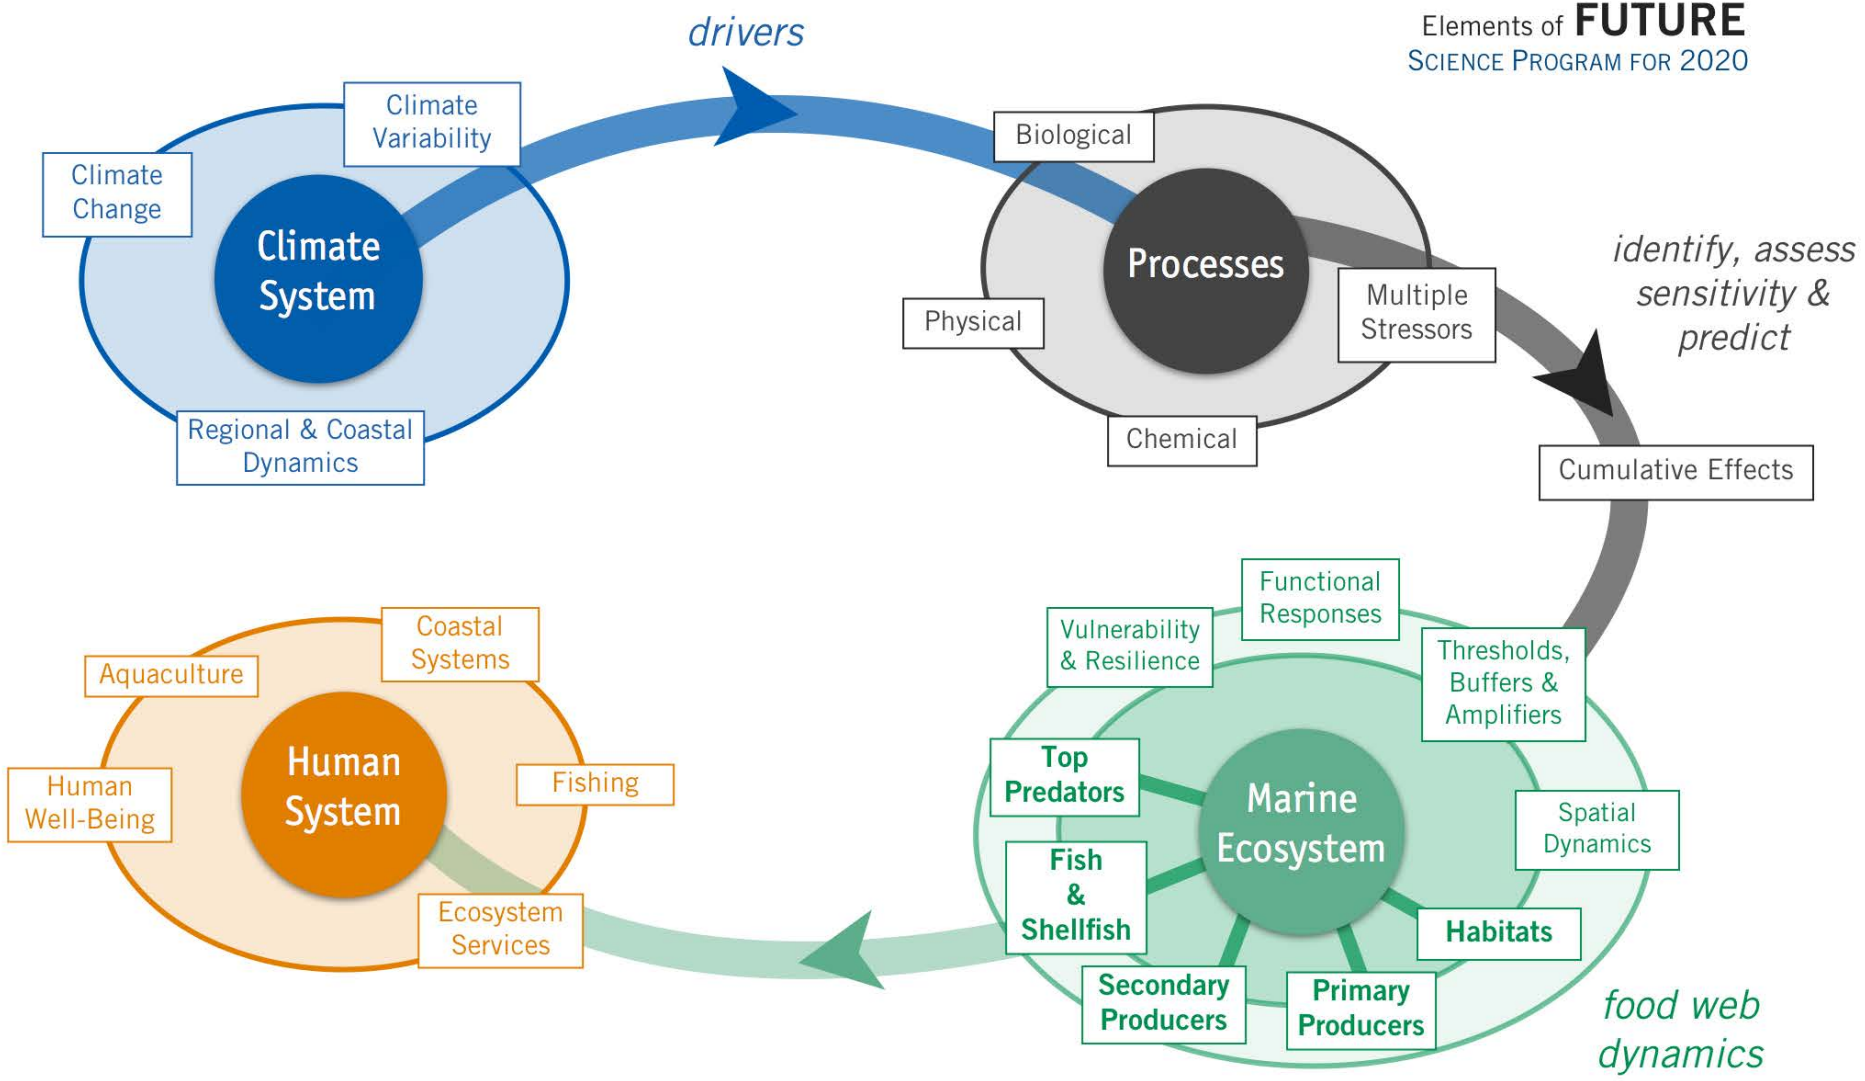 Elements of FUTURE
SCIENCE PROGRAM FOR 2020
drivers
Climate
Variability
Climate
Change
Climate
System
Regional & Coastal
Dynamics
Biological
Processes
Physical
Multiple
Stressors
Chemical
identify, assess
sensitivity &
predict
Cumulative Effects
Functional
Responses
Vulnerability
& Resilience
Thresholds,
Buffers &
Amplifiers
Top
Predators
Marine
Ecosystem
Spatial
Dynamics
Fish
&
Shellfish
Habitats
Secondary
Producers
Primary
Producers
food web
dynamics
Coastal
Systems
Aquaculture
Human
System
Human
Well-Being
Fishing
Ecosystem
Services